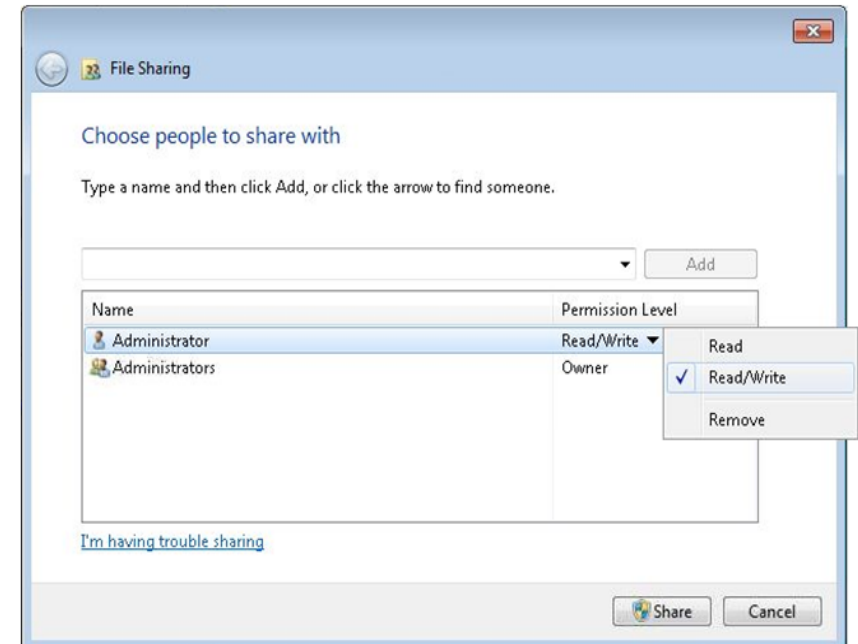 File Sharing
Choose people to share with
Type a name and then click Add, or click the arrow to find someone.
Add
Name Permission Level
Administrator Read/Write
Administrators Owner
Read
Read/Write
Remove
I'm having trouble sharing
Share Cancel